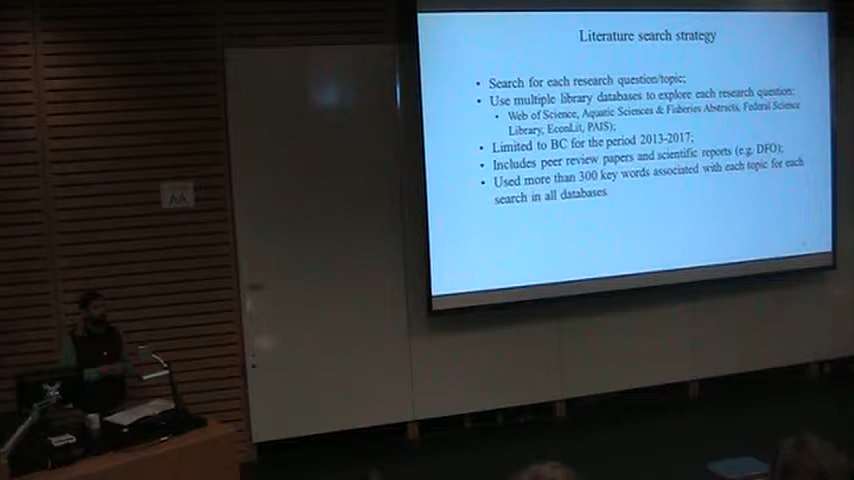 Literature search strategy
• Search for each research question/topic;
• Use multiple library databases to explore each research question:
• Web of Science, Aquatic Sciences & Fisheries Abstracts, Federal Science
Library, EconLit, PAIS);
• Limited to BC for the period 2013-2017;
• Includes peer review papers and scientific reports (e.g. DFO);
• Used more than 300 key words associated with each topic for each
search in all databases
AA